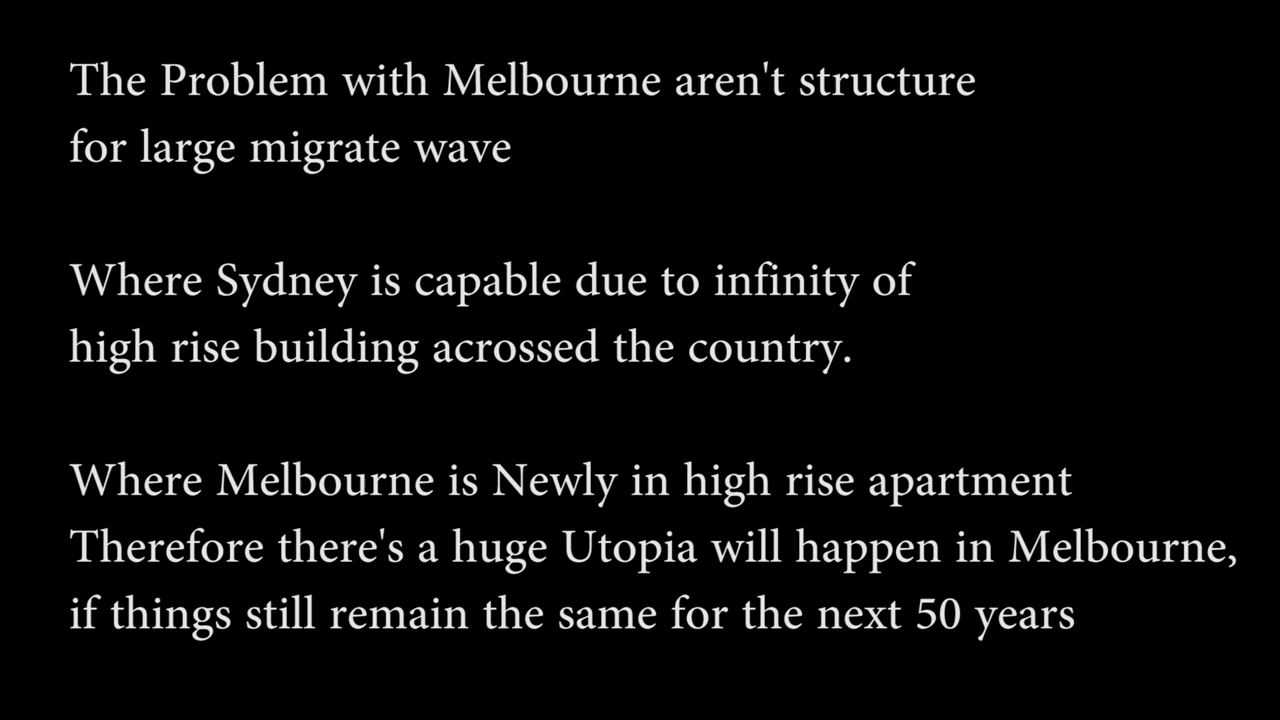 The Problem with Melbourne aren't structure
for large migrate wave
Where Sydney is capable due to infinity of
high rise building acrossed the country.
Where Melbourne is Newly in high rise apartment
Therefore there's a huge Utopia will happen in Melbourne,
if things still remain the same for the next 50 years